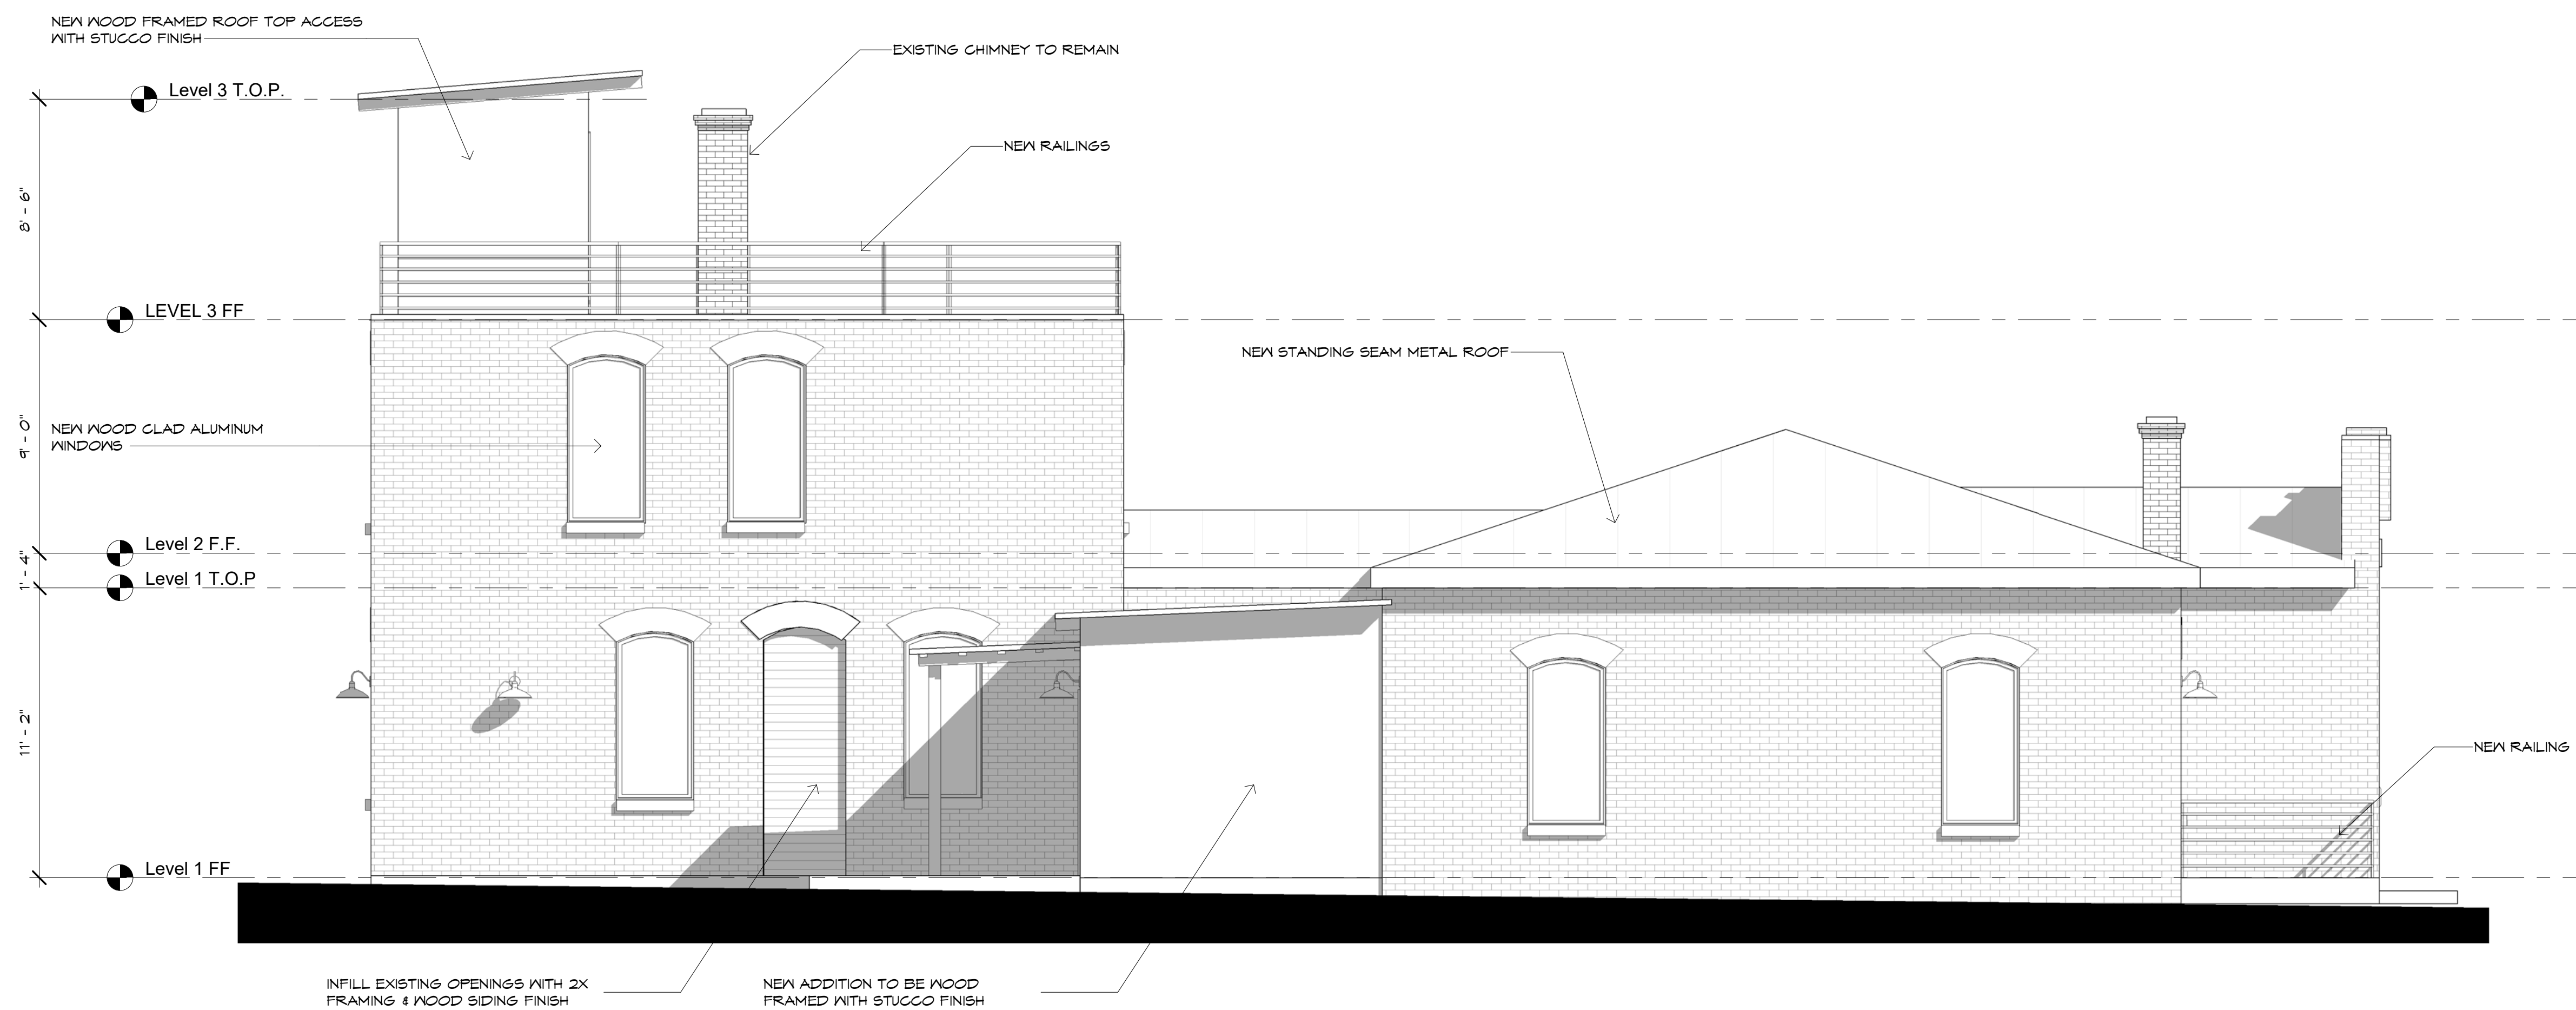 NEW WOOD FRAMED ROOF TOP ACCESS
WITH STUCCO FINISH
EXISTING CHIMNEY TO REMAIN
Level 3 T.O.P.
NEW RAILINGS
8' - 6"
LEVEL 3 FF
NEW STANDING SEAM METAL ROOF
9' - 0"
NEW WOOD CLAD ALUMINUM
WINDOWS
Level 2 F.F.
1' - 4"
Level 1 T.O.P
11' - 2"
NEW RAILING
Level 1 FF
INFILL EXISTING OPENINGS WITH 2X
FRAMING & WOOD SIDING FINISH
NEW ADDITION TO BE WOOD
FRAMED WITH STUCCO FINISH